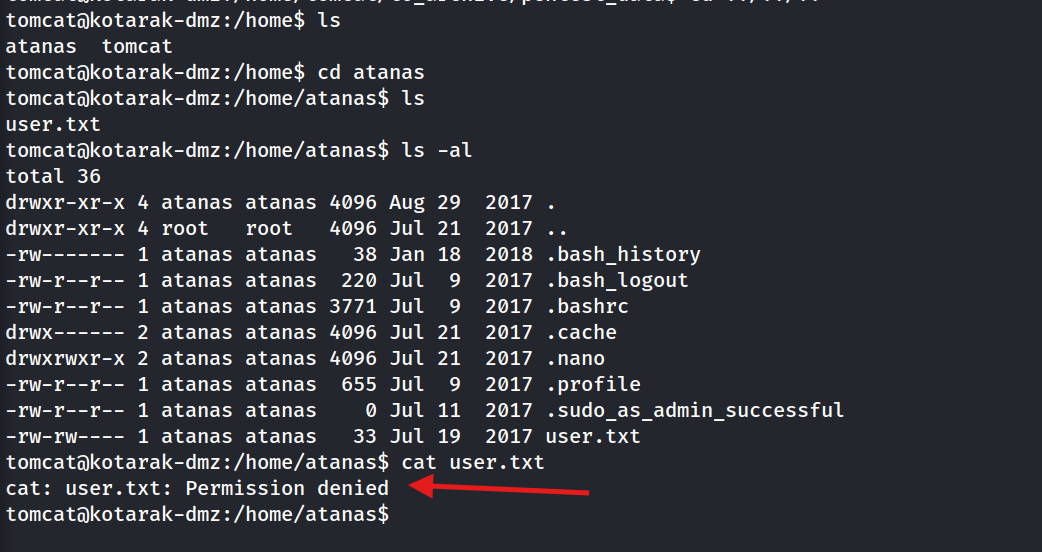 tomcat@kotarak-dmz:/home$ ls
atanas  tomcat
tomcat@kotarak-dmz:/home$ cd atanas
tomcat@kotarak-dmz:/home/atanas$ ls
user.txt
tomcat@kotarak-dmz:/home/atanas$ ls -al
total 36
drwxr-xr-x 4 atanas atanas 4096 Aug 29  2017 .
drwxr-xr-x 4 root   root   4096 Jul 21  2017 ..
-rw------- 1 atanas atanas   38 Jan 18  2018 .bash_history
-rw-r--r-- 1 atanas atanas  220 Jul  9  2017 .bash_logout
-rw-r--r-- 1 atanas atanas 3771 Jul  9  2017 .bashrc
drwx------ 2 atanas atanas 4096 Jul 21  2017 .cache
drwxrwxr-x 2 atanas atanas 4096 Jul 21  2017 .nano
-rw-r--r-- 1 atanas atanas  655 Jul  9  2017 .profile
-rw-r--r-- 1 atanas atanas    0 Jul 11  2017 .sudo_as_admin_successful
-rw-rw---- 1 atanas atanas   33 Jul 19  2017 user.txt
tomcat@kotarak-dmz:/home/atanas$ cat user.txt
cat: user.txt: Permission denied
tomcat@kotarak-dmz:/home/atanas$